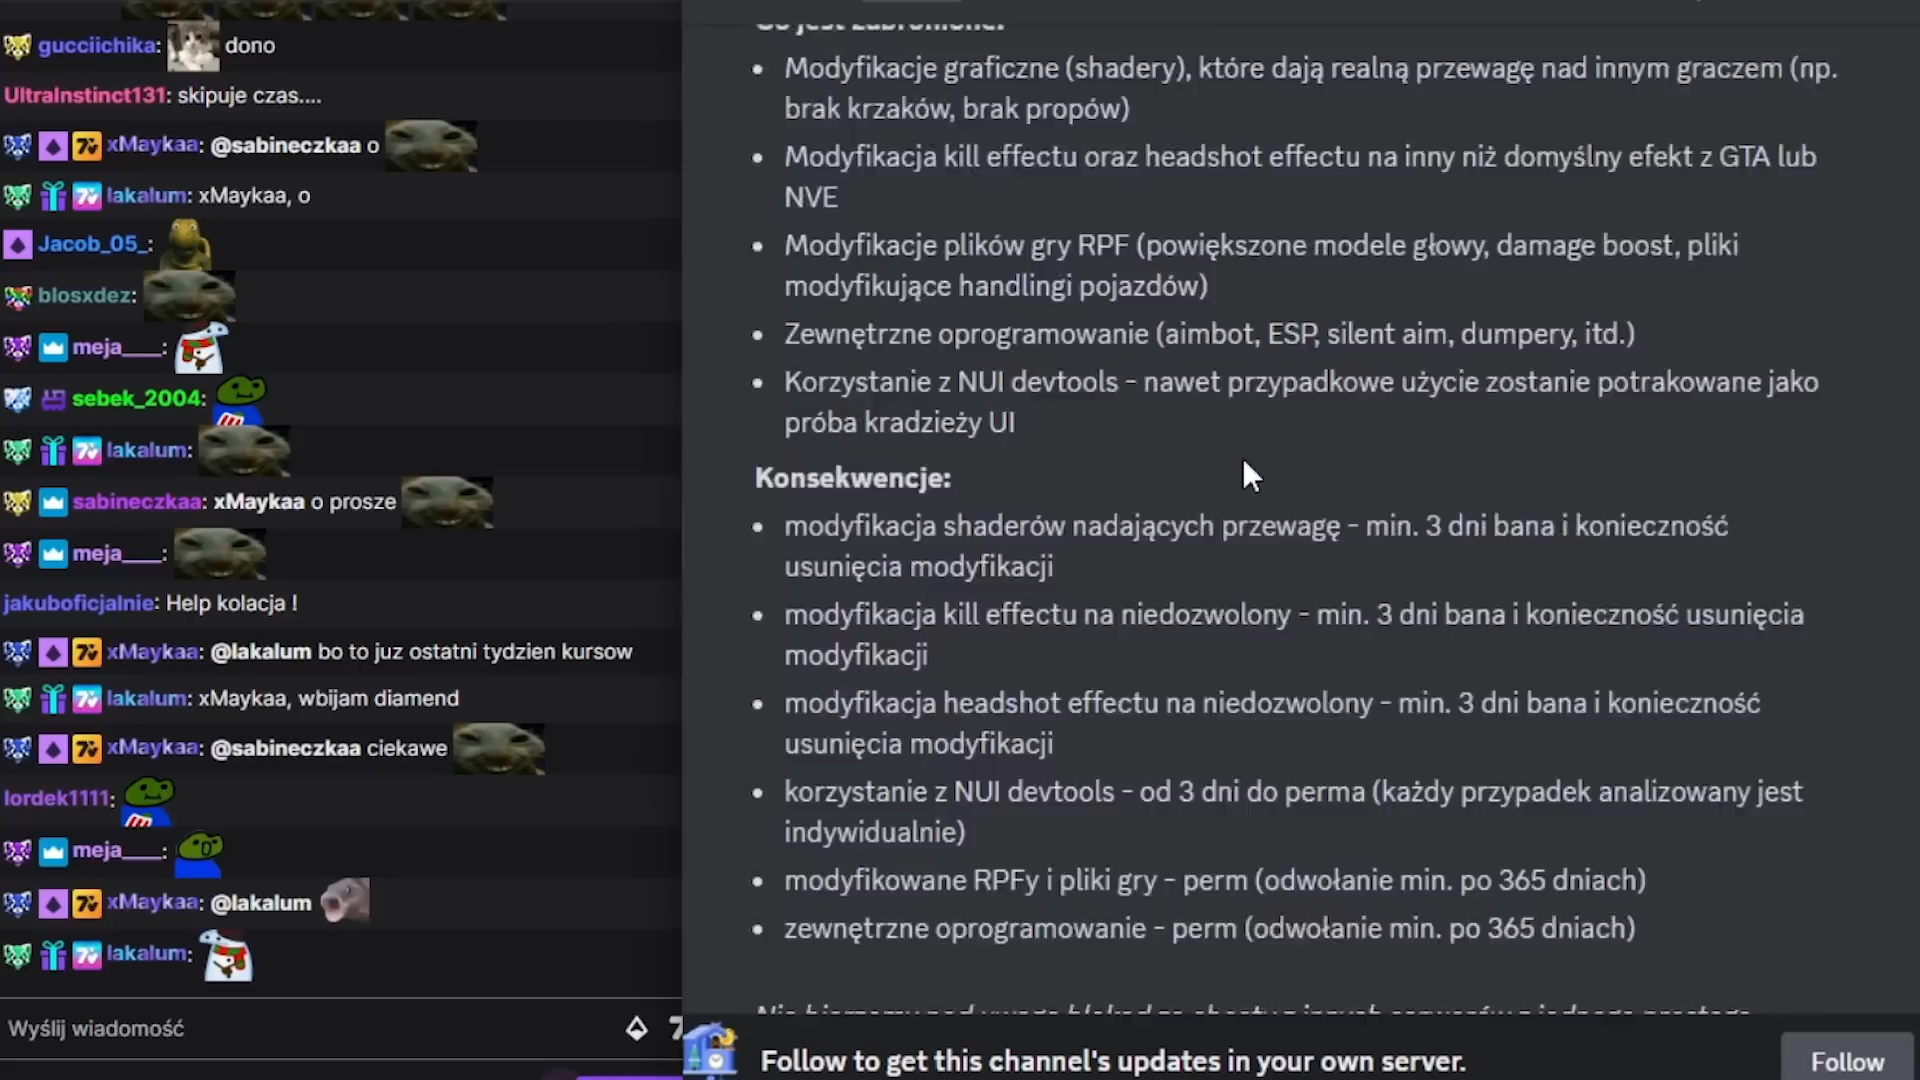 gucciichika: dono
UltraInstinct131: skipuje czas....
xMaykaa: @sabineczkaa o
lakalum: xMaykaa, o
Jacob_05_:
blosxdez:
meja____:
sebek_2004:
lakalum:
sabineczkaa: xMaykaa o prosze
meja____:
jakuboficjalnie: Help kolacja !
xMaykaa: @lakalum bo to juz ostatni tydzien kursow
lakalum: xMaykaa, wbijam diamend
xMaykaa: @sabineczkaa ciekawe
lordek1111:
meja____:
xMaykaa: @lakalum
lakalum:
Wyślij wiadomość
Co jest zabronione:
• Modyfikacje graficzne (shadery), które dają realną przewagę nad innym graczem (np.
brak krzaków, brak propów)
• Modyfikacja kill effectu oraz headshot effectu na inny niż domyślny efekt z GTA lub
NVE
• Modyfikacje plików gry RPF (powiększone modele głowy, damage boost, pliki
modyfikujące handlingi pojazdów)
• Zewnętrzne oprogramowanie (aimbot, ESP, silent aim, dumpery, itd.)
• Korzystanie z NUI devtools - nawet przypadkowe użycie zostanie potrakowane jako
próba kradzieży UI
Konsekwencje:
• modyfikacja shaderów nadających przewagę - min. 3 dni bana i konieczność
usunięcia modyfikacji
• modyfikacja kill effectu na niedozwolony - min. 3 dni bana i konieczność usunięcia
modyfikacji
• modyfikacja headshot effectu na niedozwolony - min. 3 dni bana i konieczność
usunięcia modyfikacji
• korzystanie z NUI devtools - od 3 dni do perma (każdy przypadek analizowany jest
indywidualnie)
• modyfikowane RPFy i pliki gry - perm (odwołanie min. po 365 dniach)
• zewnętrzne oprogramowanie - perm (odwołanie min. po 365 dniach)
Follow to get this channel's updates in your own server.
Follow